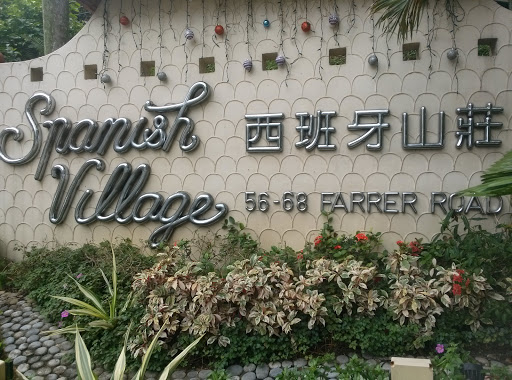 Spanish
Village
西班牙山莊
56-68 FARRER ROAD